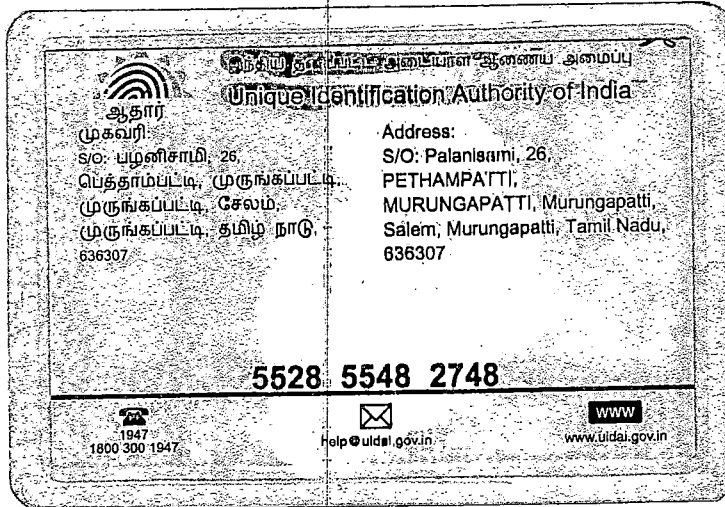 இந்திய தனிப்பட்ட அடையாள ஆணைய அமைப்பு
Unique Identification Authority of India
ஆதார்
முகவரி:
S/O: பழனிசாமி, 26,
பெத்தாம்பட்டி, முருங்கப்பட்டி,
முருங்கப்பட்டி, சேலம்,
முருங்கப்பட்டி, தமிழ் நாடு,
636307
Address:
S/O: Palanisami, 26,
PETHAMPATTI,
MURUNGAPATTI, Murungapatti,
Salem, Murungapatti, Tamil Nadu,
636307
5528 5548 2748
1947
1800 300 1947
help@uidai.gov.in
www
www.uidai.gov.in